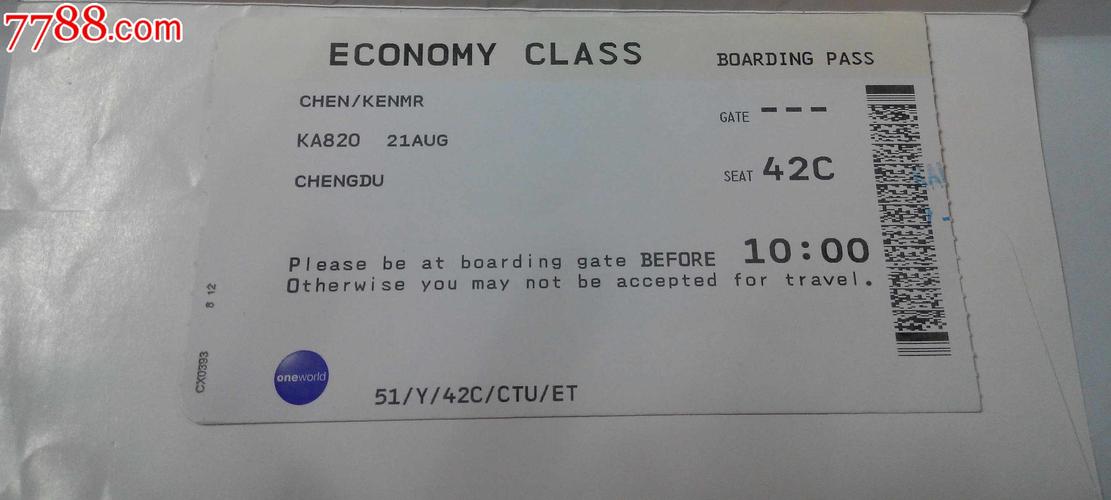 7788.com
ECONOMY CLASS
BOARDING PASS
CHEN/KENMR
GATE ---
KA820 21AUG
SEAT 42C
CHENGDU
Please be at boarding gate BEFORE 10:00
Otherwise you may not be accepted for travel.
8 12
CX0393
oneworld
51/Y/42C/CTU/ET